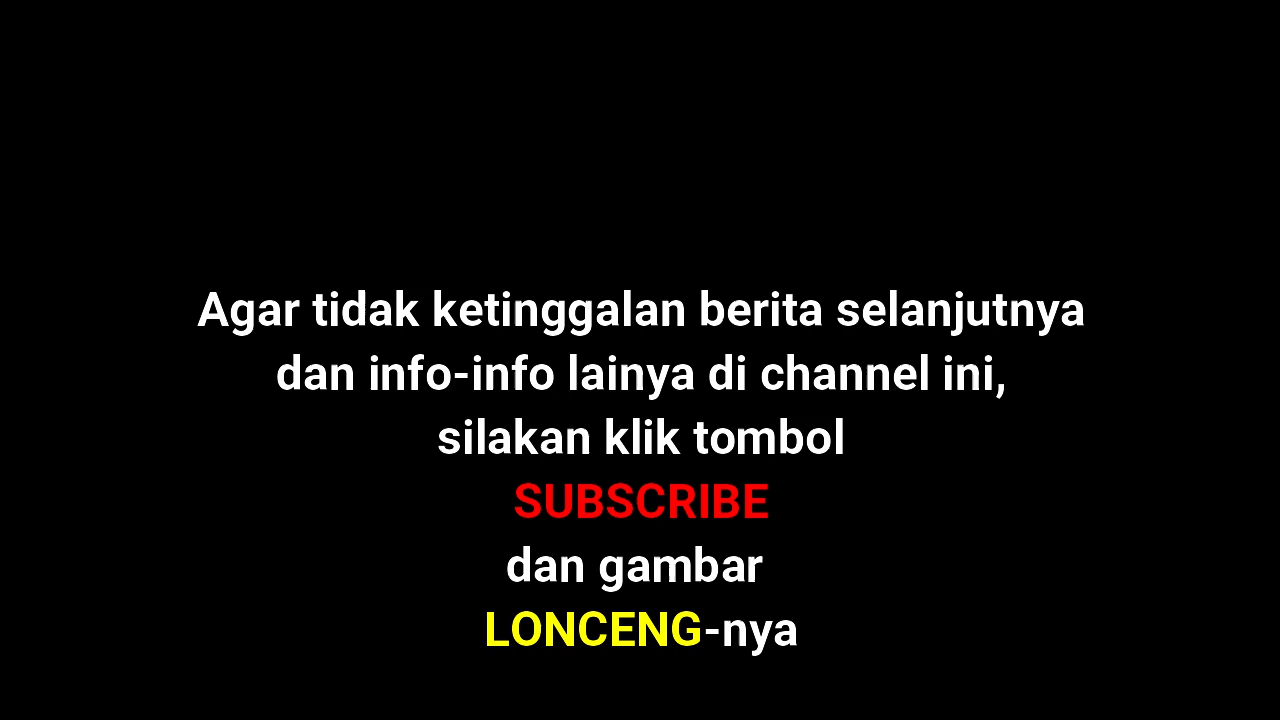 Agar tidak ketinggalan berita selanjutnya
dan info-info lainya di channel ini,
silakan klik tombol
SUBSCRIBE
dan gambar
LONCENG-nya